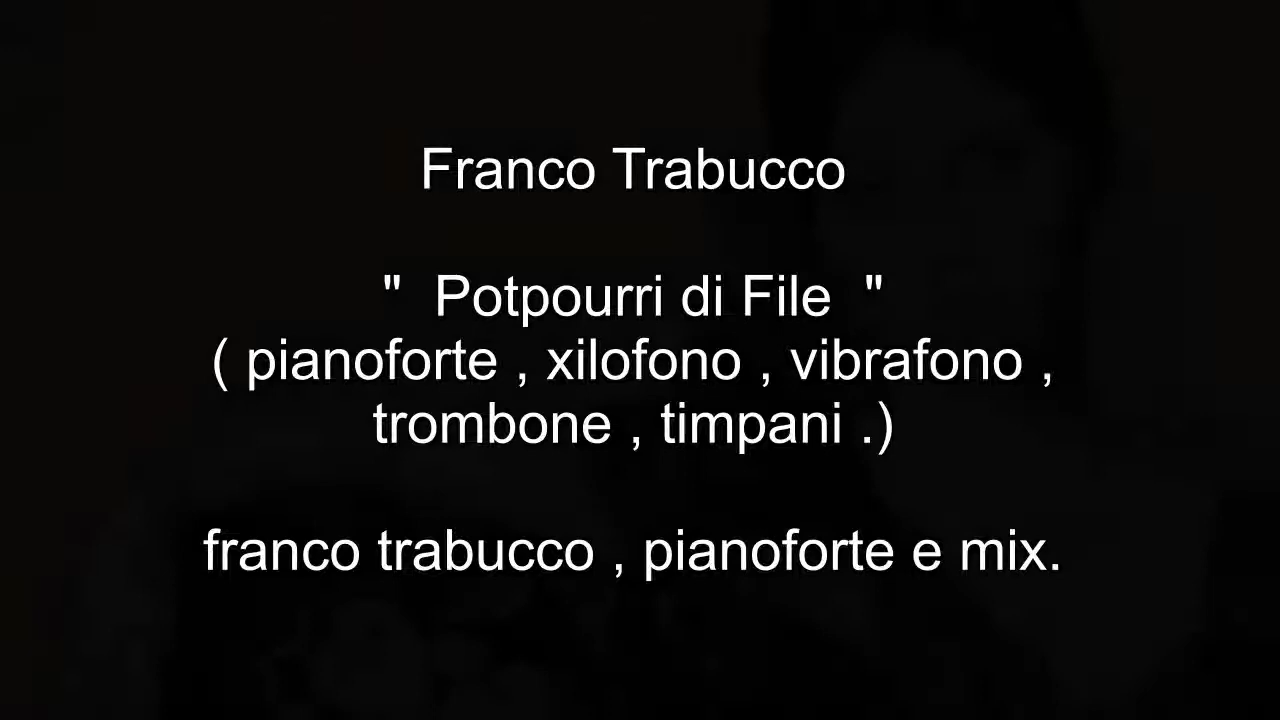 Franco Trabucco
"  Potpourri di File  "
( pianoforte , xilofono , vibrafono ,
trombone , timpani .)
franco trabucco , pianoforte e mix.